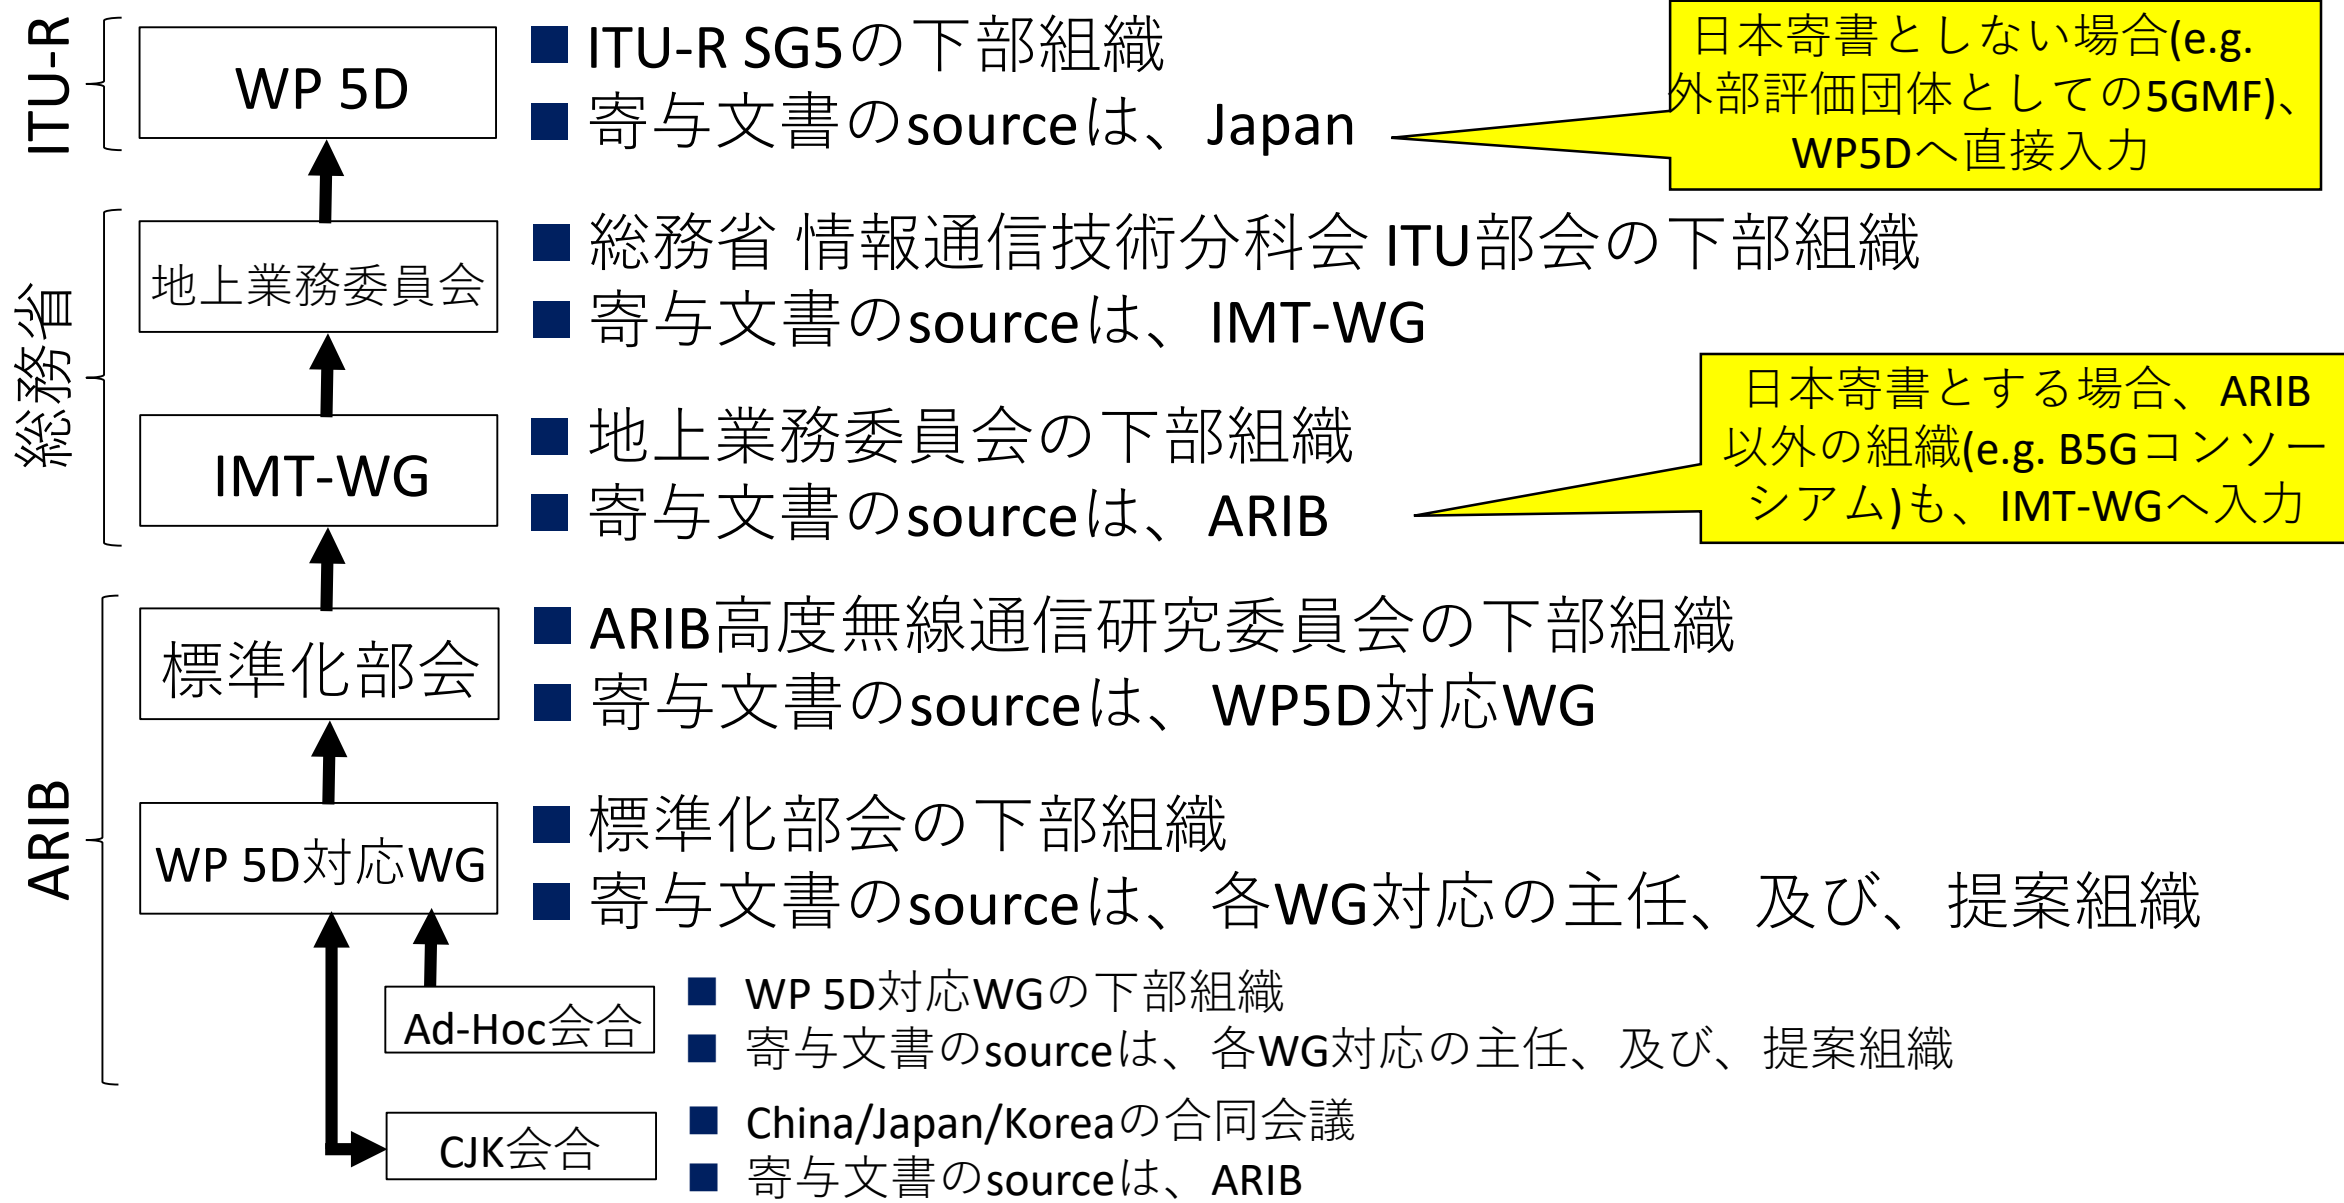 ITU-R
WP 5D
ITU-R SG5の下部組織
寄与文書のsourceは、Japan
日本寄書としない場合(e.g.
外部評価団体としての5GMF)、
WP5Dへ直接入力
総務省
地上業務委員会
総務省 情報通信技術分科会 ITU部会の下部組織
寄与文書のsourceは、IMT-WG
IMT-WG
地上業務委員会の下部組織
寄与文書のsourceは、ARIB
日本寄書とする場合、ARIB
以外の組織(e.g. B5Gコンソー
シアム)も、IMT-WGへ入力
ARIB
標準化部会
ARIB高度無線通信研究委員会の下部組織
寄与文書のsourceは、WP5D対応WG
WP 5D対応WG
標準化部会の下部組織
寄与文書のsourceは、各WG対応の主任、及び、提案組織
Ad-Hoc会合
WP 5D対応WGの下部組織
寄与文書のsourceは、各WG対応の主任、及び、提案組織
CJK会合
China/Japan/Koreaの合同会議
寄与文書のsourceは、ARIB